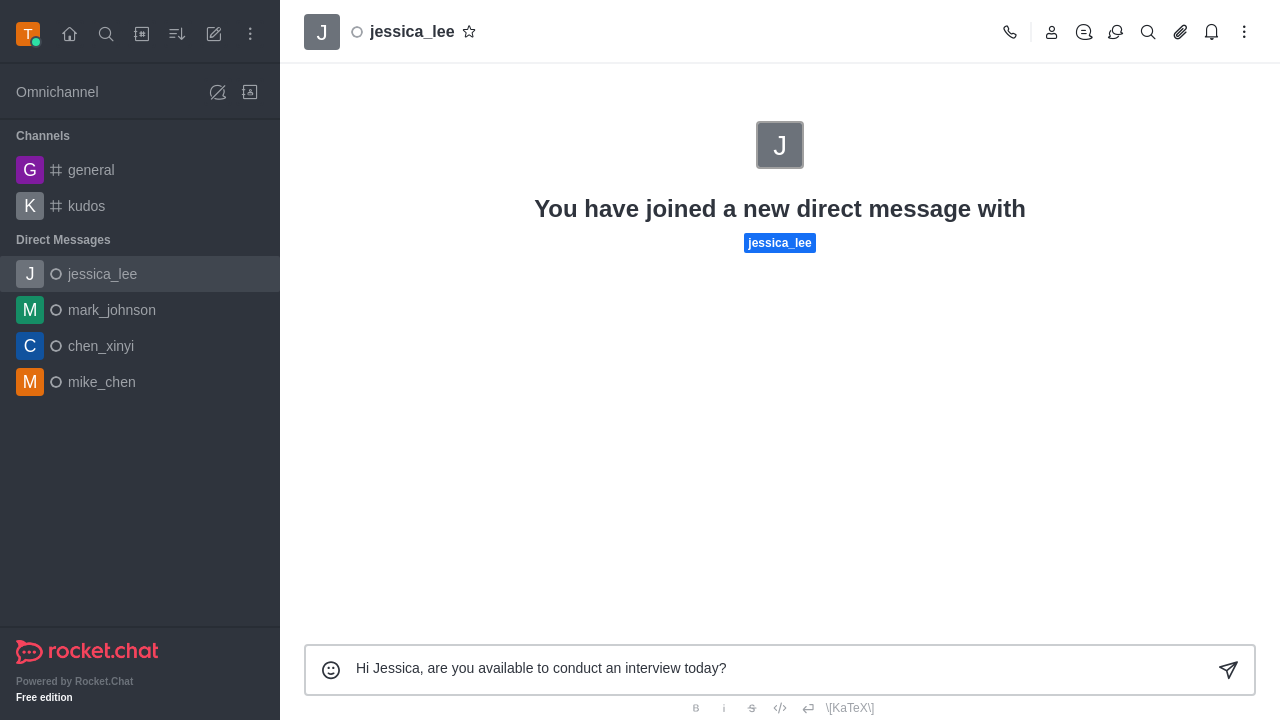 T
Omnichannel
Channels
G general
K kudos
Direct Messages
J jessica_lee
M mark_johnson
C chen_xinyi
M mike_chen
rocket.chat
Powered by Rocket.Chat
Free edition
J jessica_lee
J
You have joined a new direct message with
jessica_lee
Hi Jessica, are you available to conduct an interview today?
B i S \[KaTeX\]